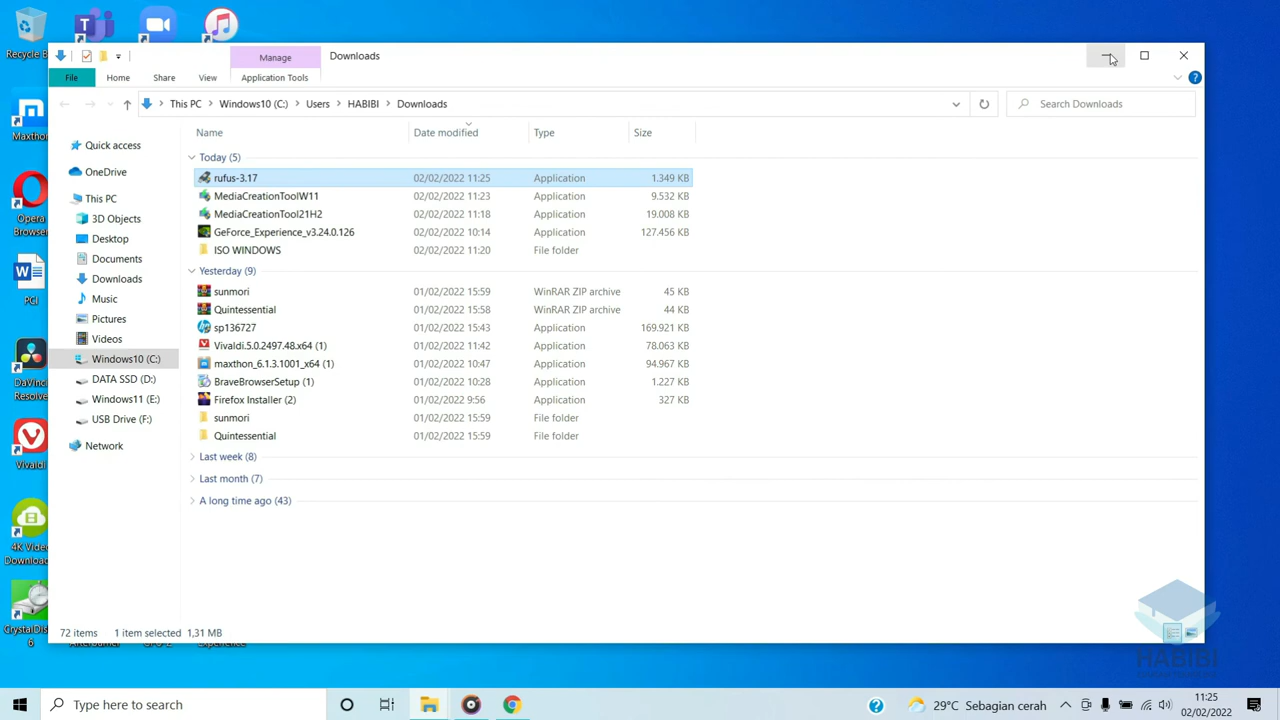 Recycle B
Manage
Downloads
File
Home
Share
View
Application Tools
This PC > Windows10 (C:) > Users > HABIBI > Downloads
Search Downloads
Name
Date modified
Type
Size
Quick access
OneDrive
This PC
3D Objects
Desktop
Documents
Downloads
Music
Pictures
Videos
Windows10 (C:)
DATA SSD (D:)
Windows11 (E:)
USB Drive (F:)
Network
Today (5)
rufus-3.17 02/02/2022 11:25 Application 1.349 KB
MediaCreationToolW11 02/02/2022 11:23 Application 9.532 KB
MediaCreationTool21H2 02/02/2022 11:18 Application 19.008 KB
GeForce_Experience_v3.24.0.126 02/02/2022 10:14 Application 127.456 KB
ISO WINDOWS 02/02/2022 11:20 File folder
Yesterday (9)
sunmori 01/02/2022 15:59 WinRAR ZIP archive 45 KB
Quintessential 01/02/2022 15:58 WinRAR ZIP archive 44 KB
sp136727 01/02/2022 15:43 Application 169.921 KB
Vivaldi.5.0.2497.48.x64 (1) 01/02/2022 11:42 Application 78.063 KB
maxthon_6.1.3.1001_x64 (1) 01/02/2022 10:47 Application 94.967 KB
BraveBrowserSetup (1) 01/02/2022 10:28 Application 1.227 KB
Firefox Installer (2) 01/02/2022 9:56 Application 327 KB
sunmori 01/02/2022 15:59 File folder
Quintessential 01/02/2022 15:59 File folder
Last week (8)
Last month (7)
A long time ago (43)
Maxthon
Opera
Browser
PCI
DaVinci
Resolve
Vivaldi
4K Video
Download
CrystalDis
6
72 items
1 item selected 1,31 MB
HABIBI
Type here to search
29°C Sebagian cerah
11:25
02/02/2022